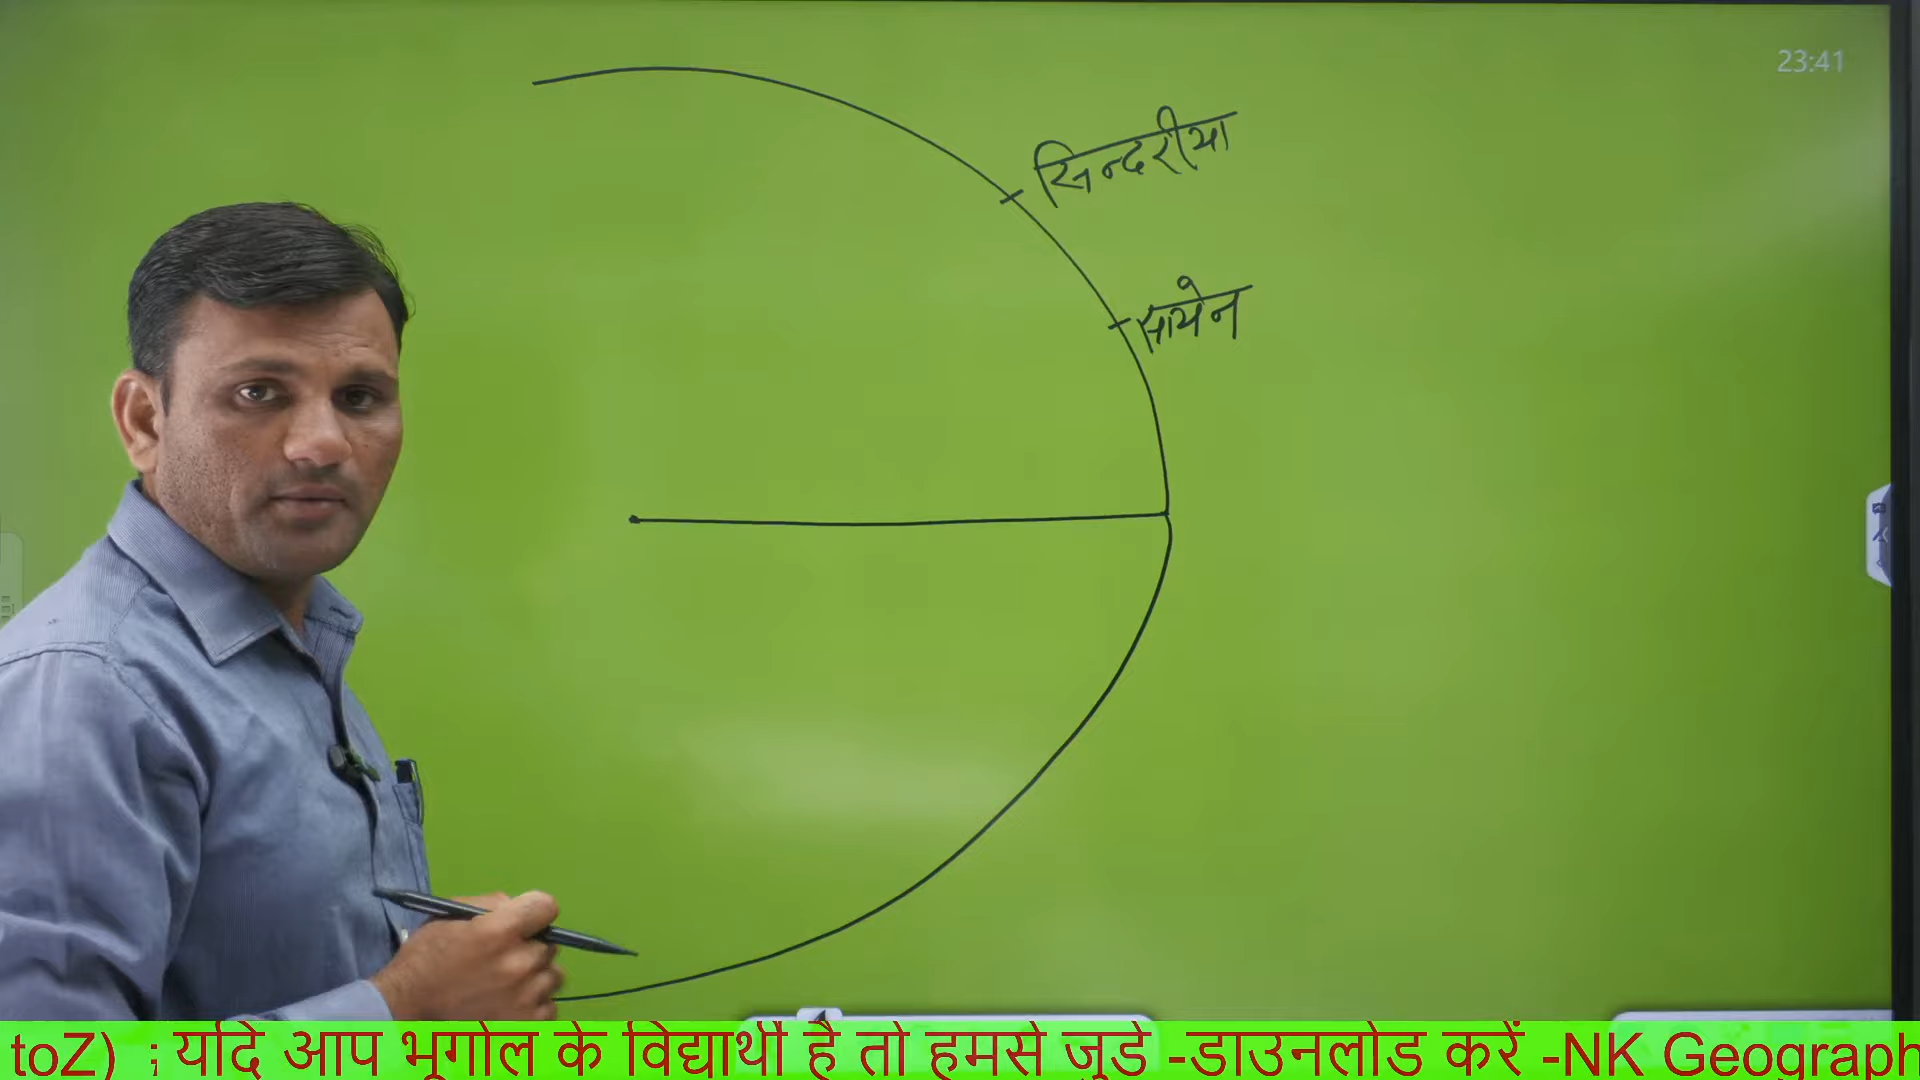 23:41
सिन्दरीया
सायेन
toZ) ; यदि आप भूगोल के विद्यार्थी है तो हमसे जुडे -डाउनलोड करें -NK Geograph